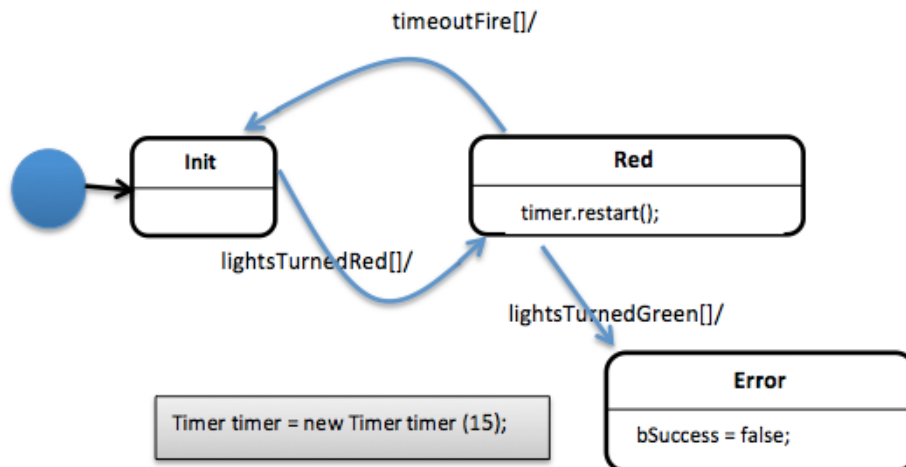 timeoutFire[]/
Init
Red
timer.restart();
lightsTurnedRed[]/
lightsTurnedGreen[]/
Error
bSuccess = false;
Timer timer = new Timer timer (15);